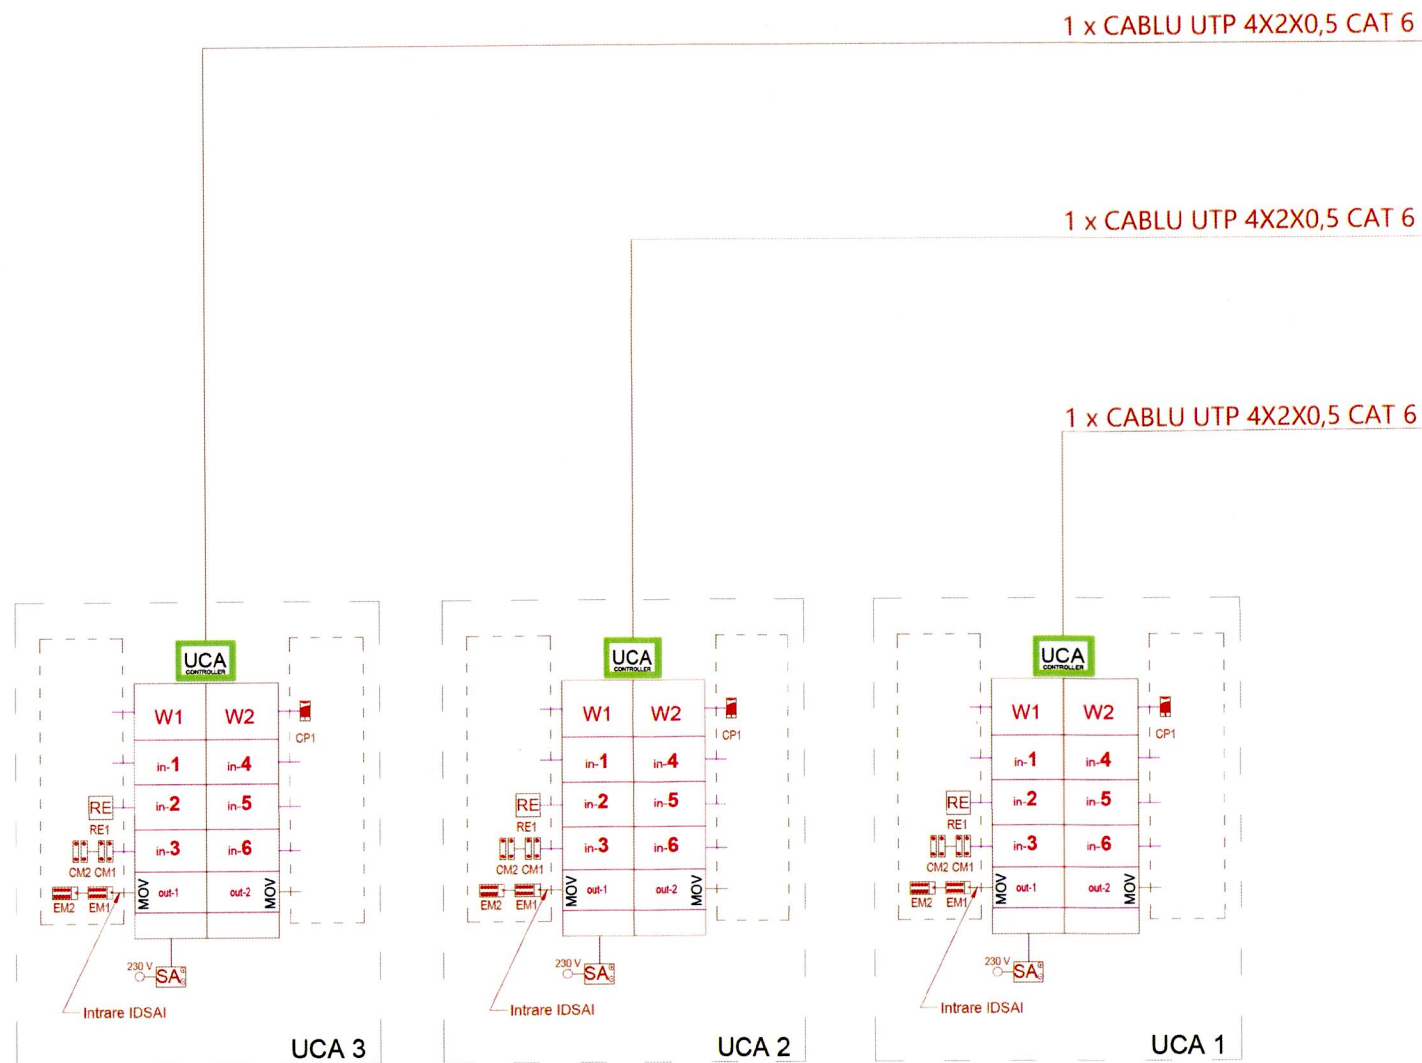 1 x CABLU UTP 4X2X0,5 CAT 6
1 x CABLU UTP 4X2X0,5 CAT 6
1 x CABLU UTP 4X2X0,5 CAT 6
UCA
CONTROLLER
W1 W2
CP1
in-1 in-4
RE in-2 in-5
RE1
in-3 in-6
CM2 CM1
MOV out-1 out-2 MOV
EM2 EM1
230 V
SA
Intrare IDSAI
UCA 3
UCA
CONTROLLER
W1 W2
CP1
in-1 in-4
RE in-2 in-5
RE1
in-3 in-6
CM2 CM1
MOV out-1 out-2 MOV
EM2 EM1
230 V
SA
Intrare IDSAI
UCA 2
UCA
CONTROLLER
W1 W2
CP1
in-1 in-4
RE in-2 in-5
RE1
in-3 in-6
CM2 CM1
MOV out-1 out-2 MOV
EM2 EM1
230 V
SA
Intrare IDSAI
UCA 1